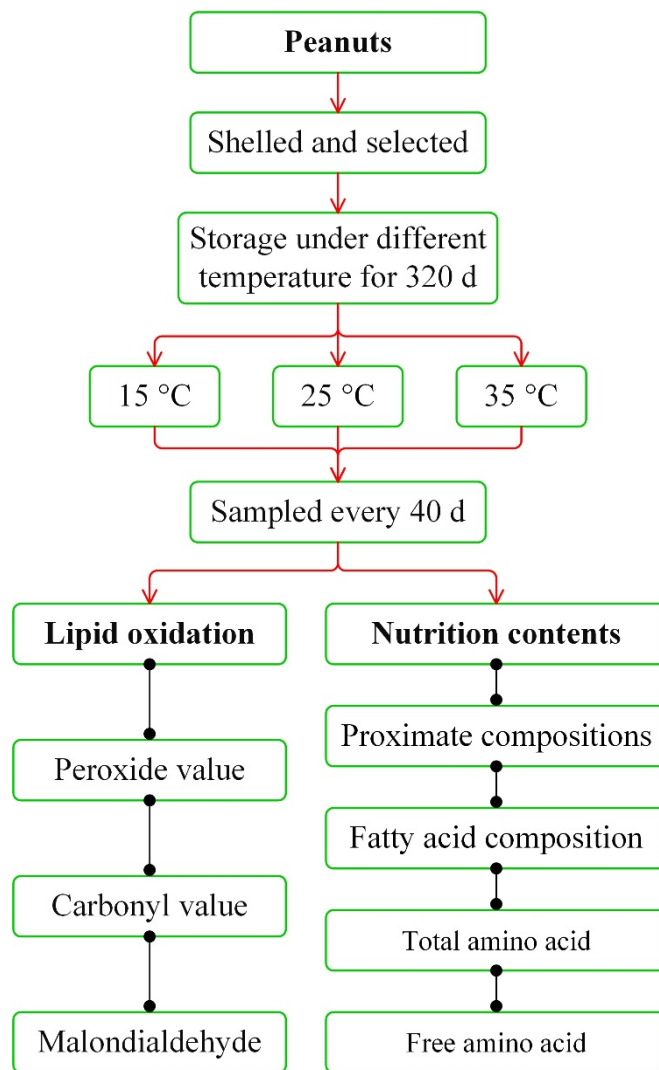 Peanuts
Shelled and selected
Storage under different
temperature for 320 d
15 °C
25 °C
35 °C
Sampled every 40 d
Lipid oxidation
Nutrition contents
Peroxide value
Proximate compositions
Carbonyl value
Fatty acid composition
Malondialdehyde
Total amino acid
Free amino acid